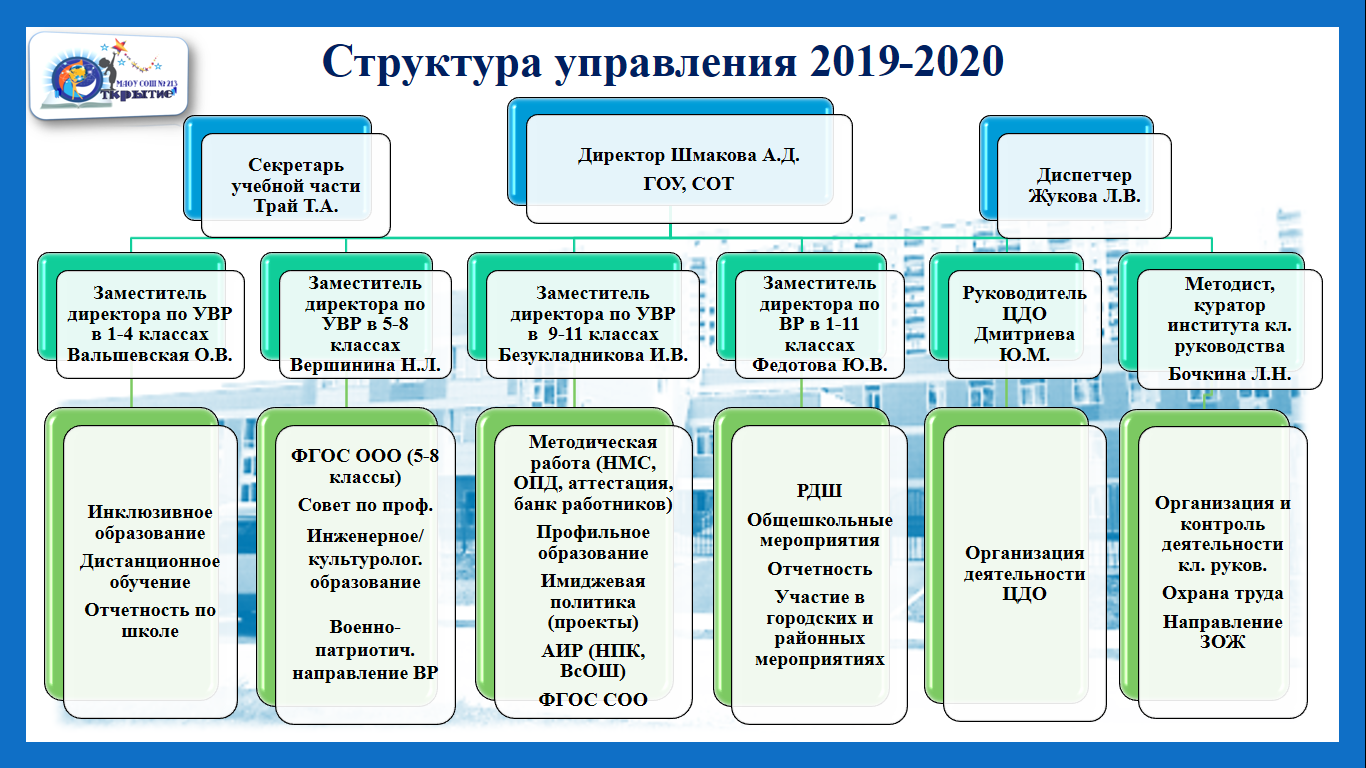 МАОУ СОШ № 213
ткрытие
Структура управления 2019-2020
Секретарь
учебной части
Трай Т.А.
Директор Шмакова А.Д.
ГОУ, СОТ
Диспетчер
Жукова Л.В.
Заместитель
директора по УВР
в 1-4 классах
Вальшевская О.В.
Заместитель
директора по
УВР в 5-8
классах
Вершинина Н.Л.
Заместитель
директора по УВР
в 9-11 классах
Безукладникова И.В.
Заместитель
директора по
ВР в 1-11
классах
Федотова Ю.В.
Руководитель
ЦДО
Дмитриева
Ю.М.
Методист,
куратор
института кл.
руководства
Бочкина Л.Н.
Инклюзивное
образование
Дистанционное
обучение
Отчетность по
школе
ФГОС ООО (5-8
классы)
Совет по проф.
Инженерное/
культуролог.
образование
Военно-
патриотич.
направление ВР
Методическая
работа (НМС,
ОПД, аттестация,
банк работников)
Профильное
образование
Имиджевая
политика
(проекты)
АИР (НПК,
ВсОШ)
ФГОС СОО
РДШ
Общешкольные
мероприятия
Отчетность
Участие в
городских и
районных
мероприятиях
Организация
деятельности
ЦДО
Организация и
контроль
деятельности
кл. руков.
Охрана труда
Направление
ЗОЖ